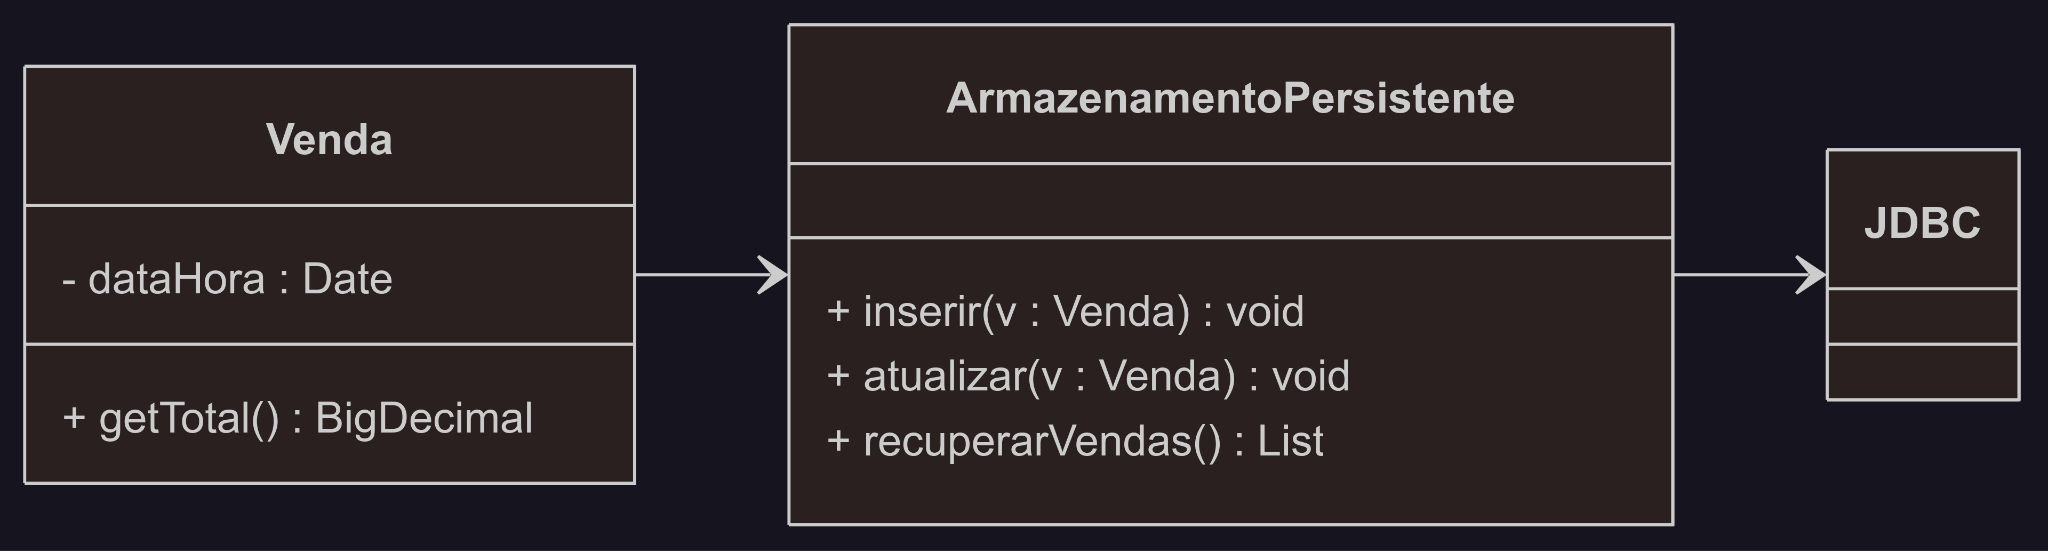 Venda
- dataHora : Date
+ getTotal() : BigDecimal
ArmazenamentoPersistente
+ inserir(v : Venda) : void
+ atualizar(v : Venda) : void
+ recuperarVendas() : List
JDBC